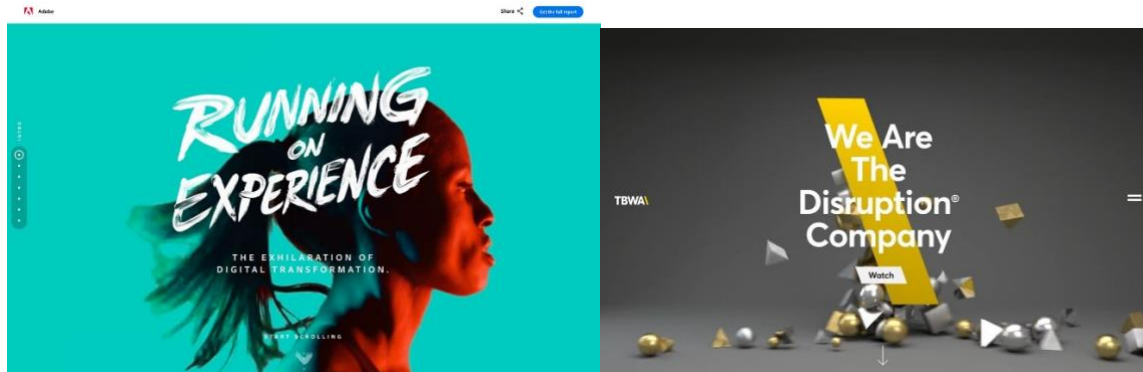 Adobe
Share
Get the full report
INTRO
RUNNING
ON
EXPERIENCE
THE EXHILARATION OF
DIGITAL TRANSFORMATION.
START SCROLLING
TBWA\
We Are
The
Disruption®
Company
Watch